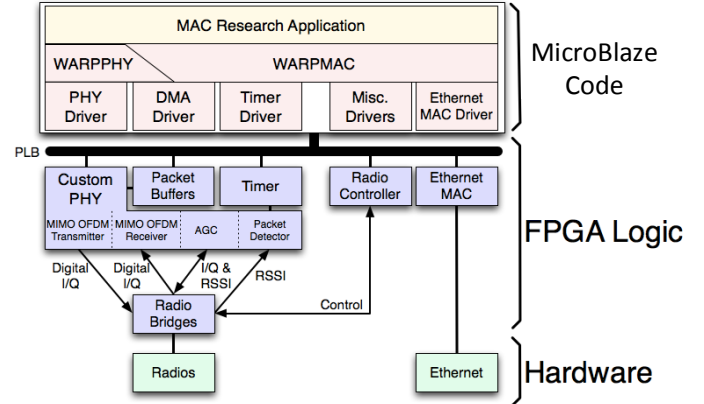 MAC Research Application
WARPPHY
WARPMAC
PHY
Driver
DMA
Driver
Timer
Driver
Misc.
Drivers
Ethernet
MAC Driver
MicroBlaze
Code
PLB
Custom
PHY
Packet
Buffers
Timer
Radio
Controller
Ethernet
MAC
MIMO OFDM
Transmitter
MIMO OFDM
Receiver
AGC
Packet
Detector
FPGA Logic
Digital
I/Q
Digital
I/Q
I/Q &
RSSI
RSSI
Control
Radio
Bridges
Radios
Ethernet
Hardware